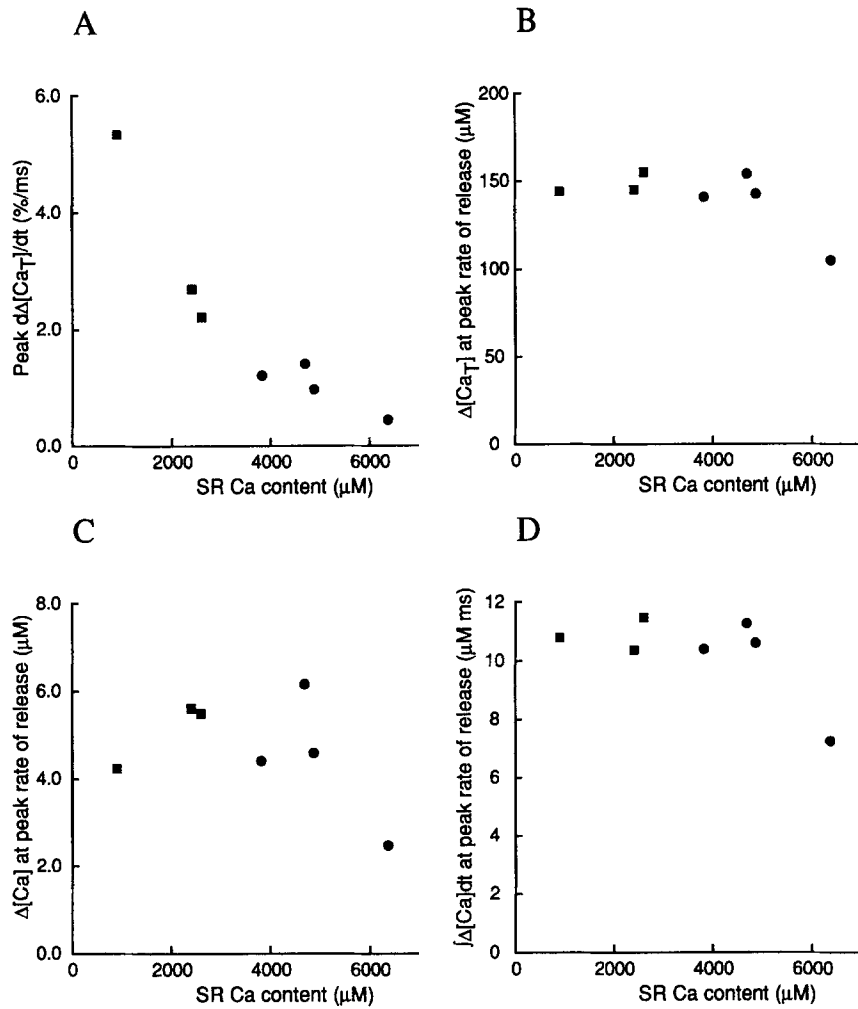 A
Peak dΔ[Ca_T]/dt (%/ms)
6.0
4.0
2.0
0.0
0 2000 4000 6000
SR Ca content (μM)
B
Δ[Ca_T] at peak rate of release (μM)
200
150
100
50
0
0 2000 4000 6000
SR Ca content (μM)
C
Δ[Ca] at peak rate of release (μM)
8.0
6.0
4.0
2.0
0.0
0 2000 4000 6000
SR Ca content (μM)
D
∫Δ[Ca]dt at peak rate of release (μM ms)
12
10
8
6
4
2
0
0 2000 4000 6000
SR Ca content (μM)